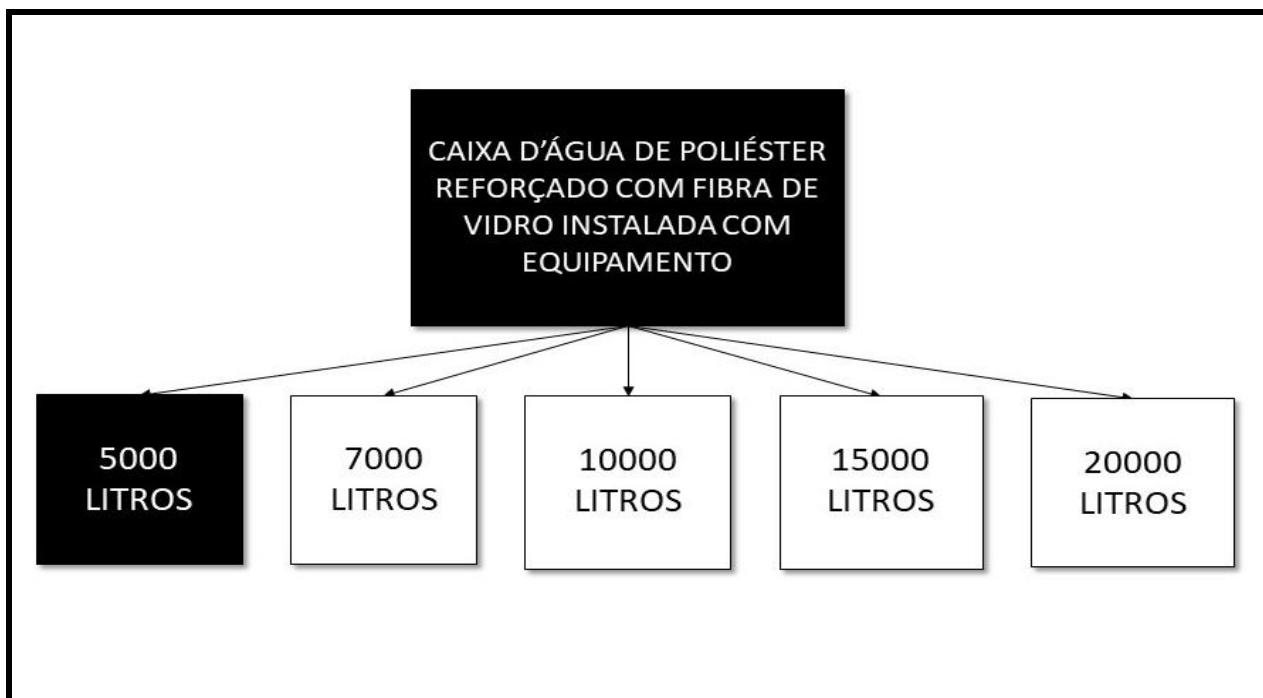 CAIXA D’ÁGUA DE POLIÉSTER
REFORÇADO COM FIBRA DE
VIDRO INSTALADA COM
EQUIPAMENTO
5000
LITROS
7000
LITROS
10000
LITROS
15000
LITROS
20000
LITROS